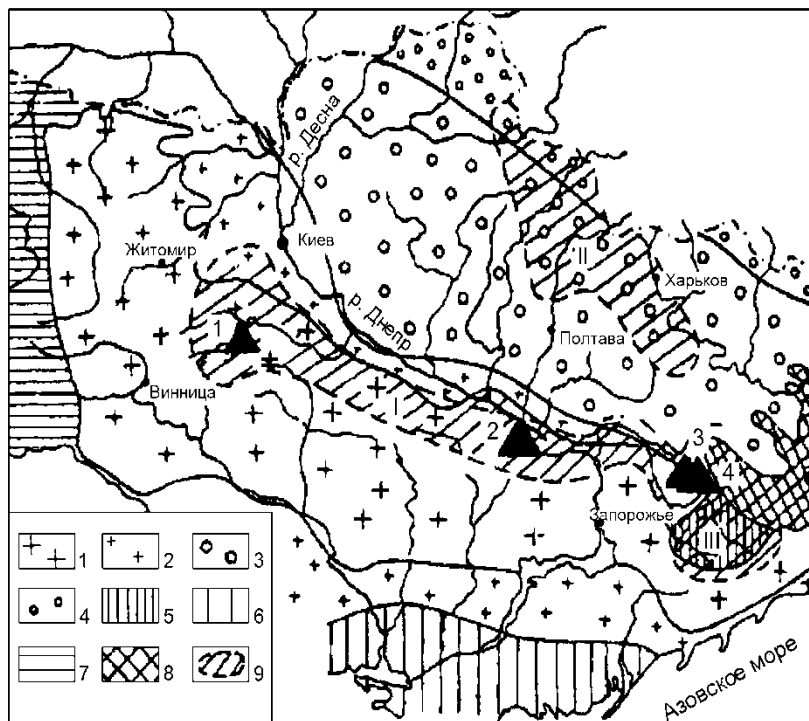 р. Десна
Киев
Житомир
II
Харьков
1
р. Днепр
Полтава
Винница
I
2
3
4
Запорожье
III
1
2
3
4
5
6
7
8
9
Азовское море